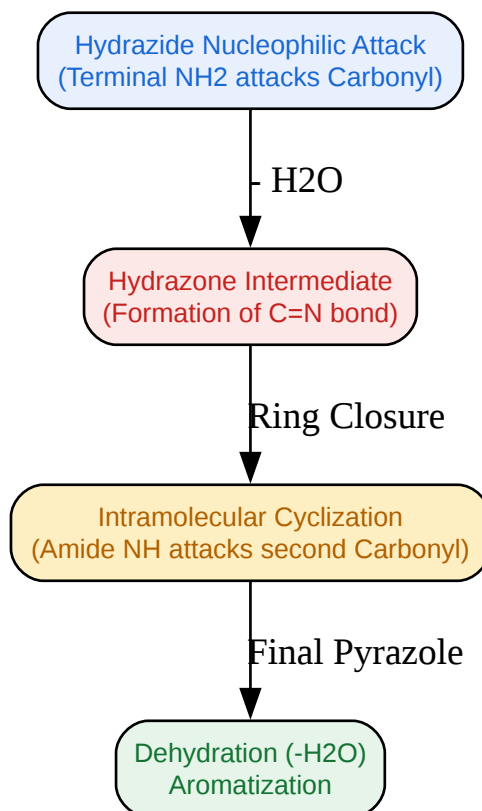 Hydrazide Nucleophilic Attack
(Terminal NH2 attacks Carbonyl)
- H2O
Hydrazone Intermediate
(Formation of C=N bond)
Ring Closure
Intramolecular Cyclization
(Amide NH attacks second Carbonyl)
Final Pyrazole
Dehydration (-H2O)
Aromatization